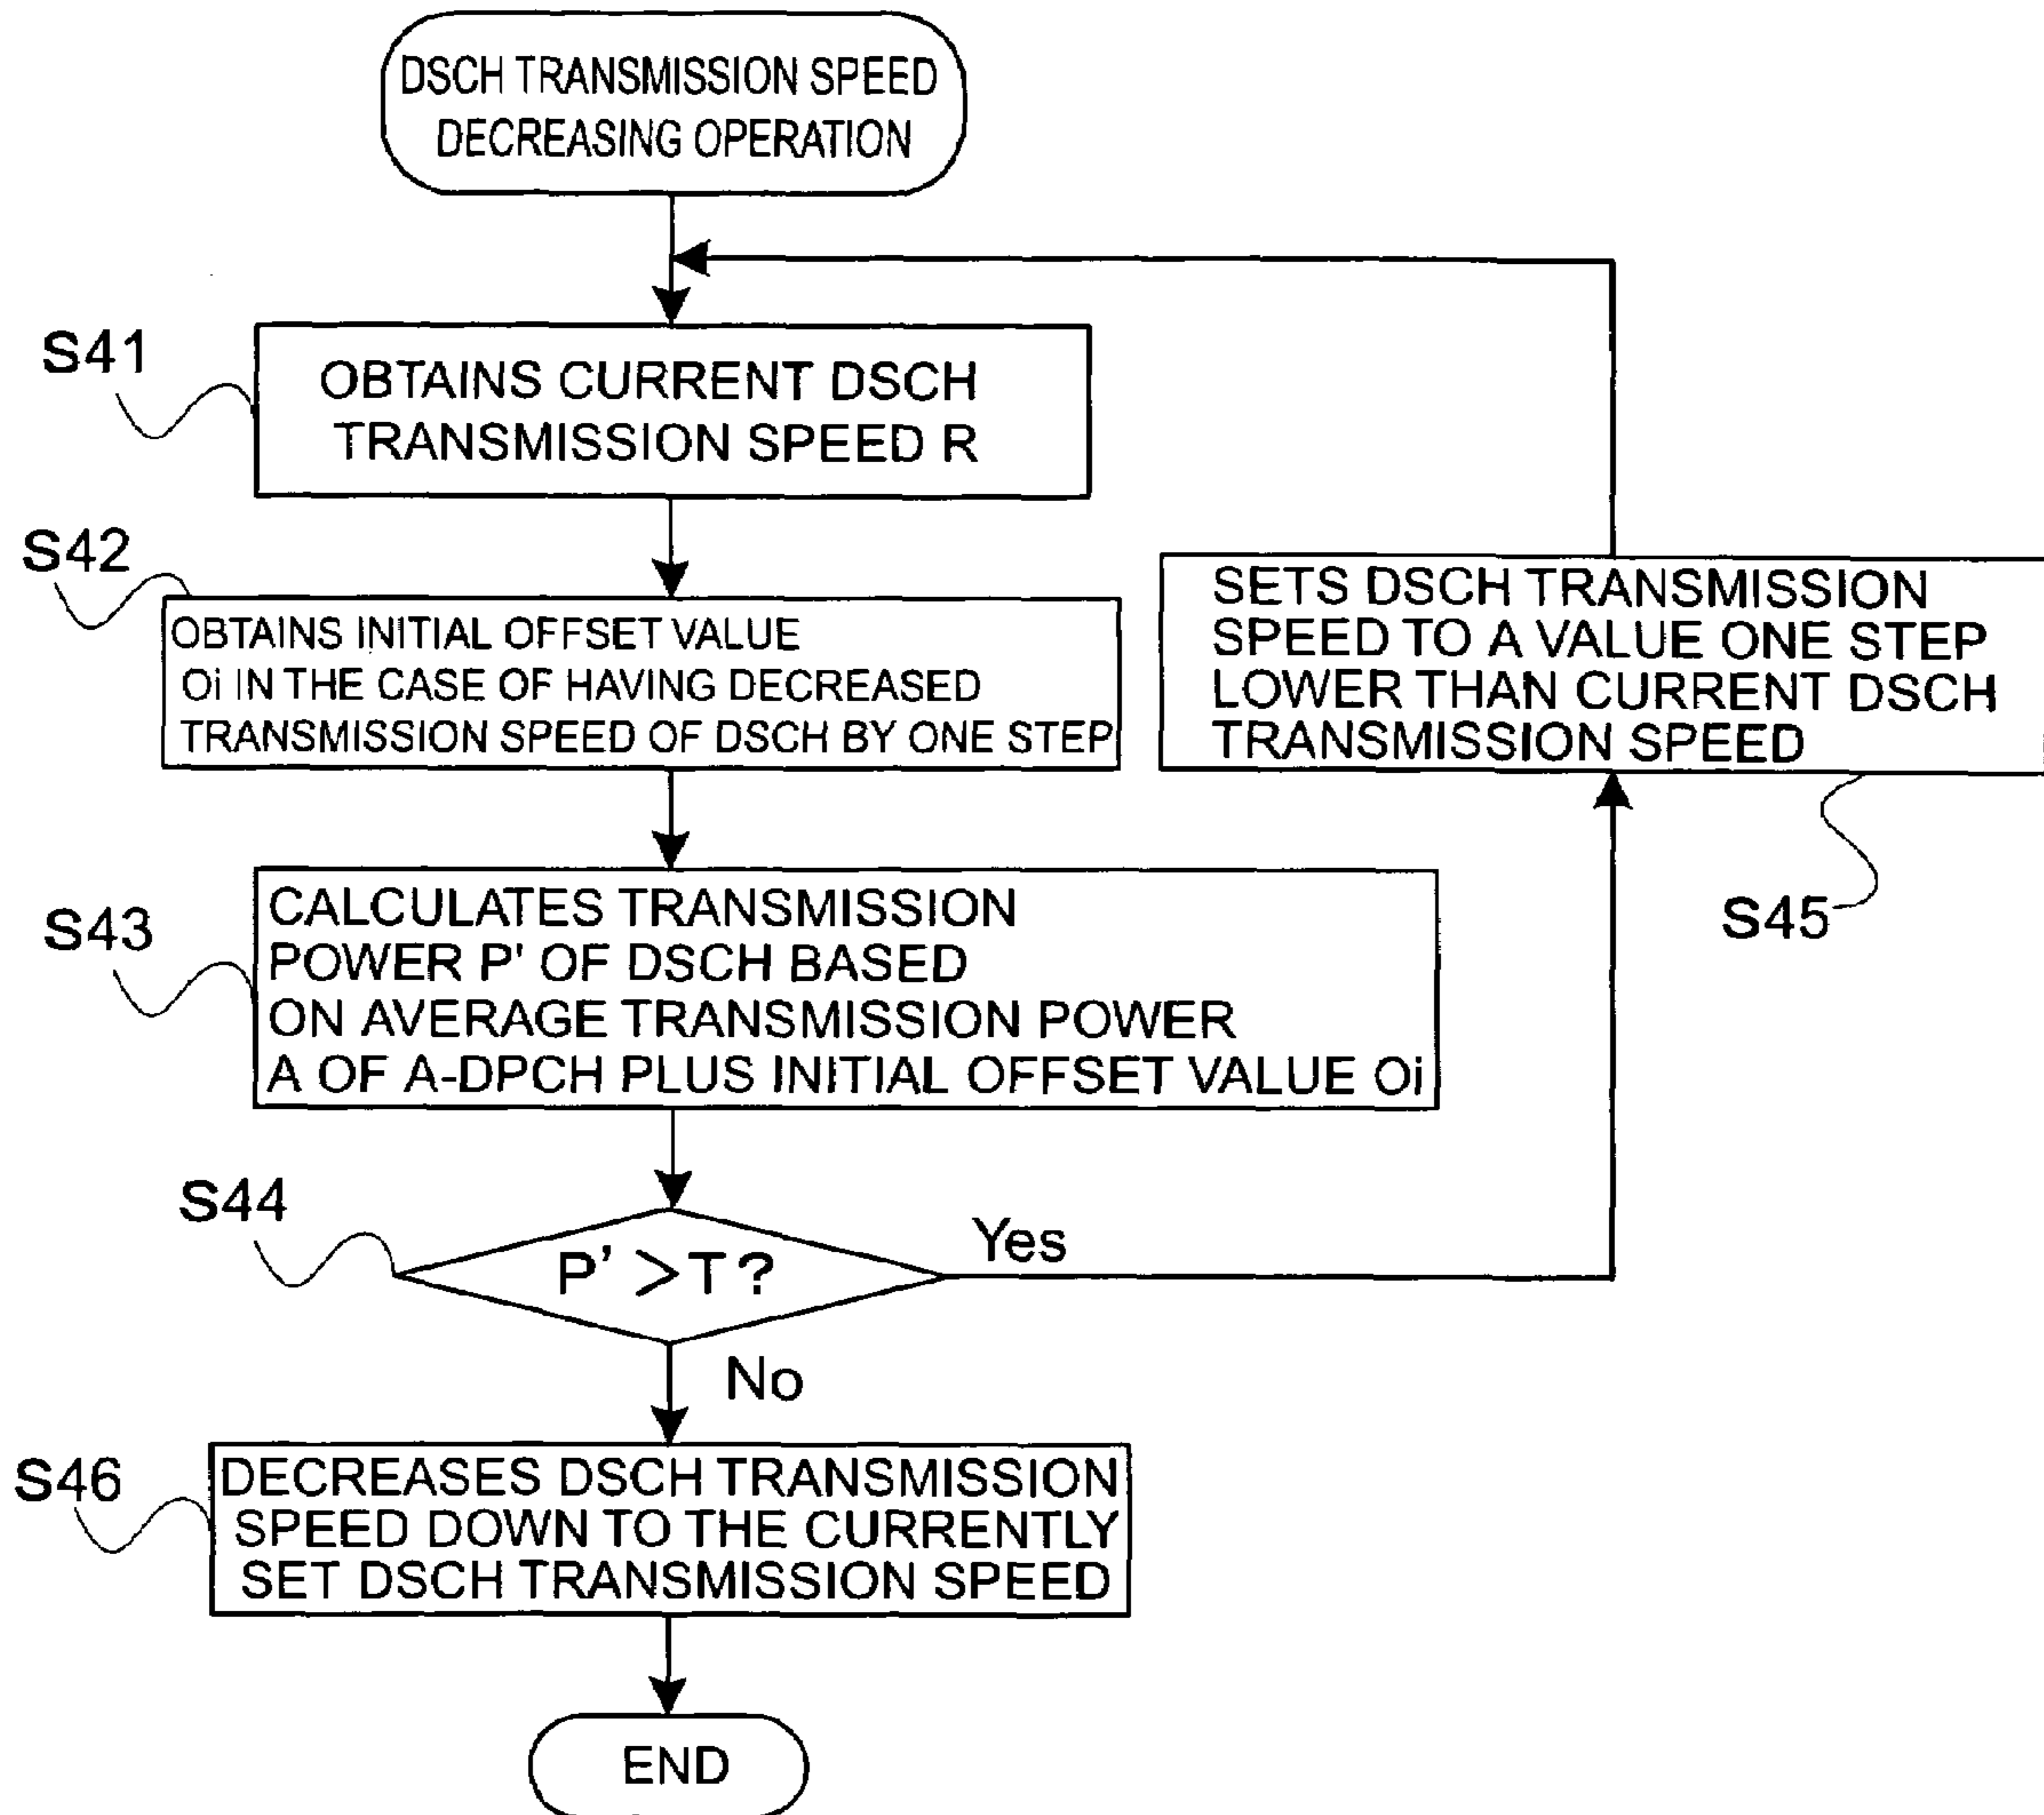 DSCH TRANSMISSION SPEED
DECREASING OPERATION
S41
OBTAINS CURRENT DSCH
TRANSMISSION SPEED R
S42
OBTAINS INITIAL OFFSET VALUE
Oi IN THE CASE OF HAVING DECREASED
TRANSMISSION SPEED OF DSCH BY ONE STEP
SETS DSCH TRANSMISSION
SPEED TO A VALUE ONE STEP
LOWER THAN CURRENT DSCH
TRANSMISSION SPEED
S45
S43
CALCULATES TRANSMISSION
POWER P' OF DSCH BASED
ON AVERAGE TRANSMISSION POWER
A OF A-DPCH PLUS INITIAL OFFSET VALUE Oi
S44
P' >T?
Yes
No
S46
DECREASES DSCH TRANSMISSION
SPEED DOWN TO THE CURRENTLY
SET DSCH TRANSMISSION SPEED
END